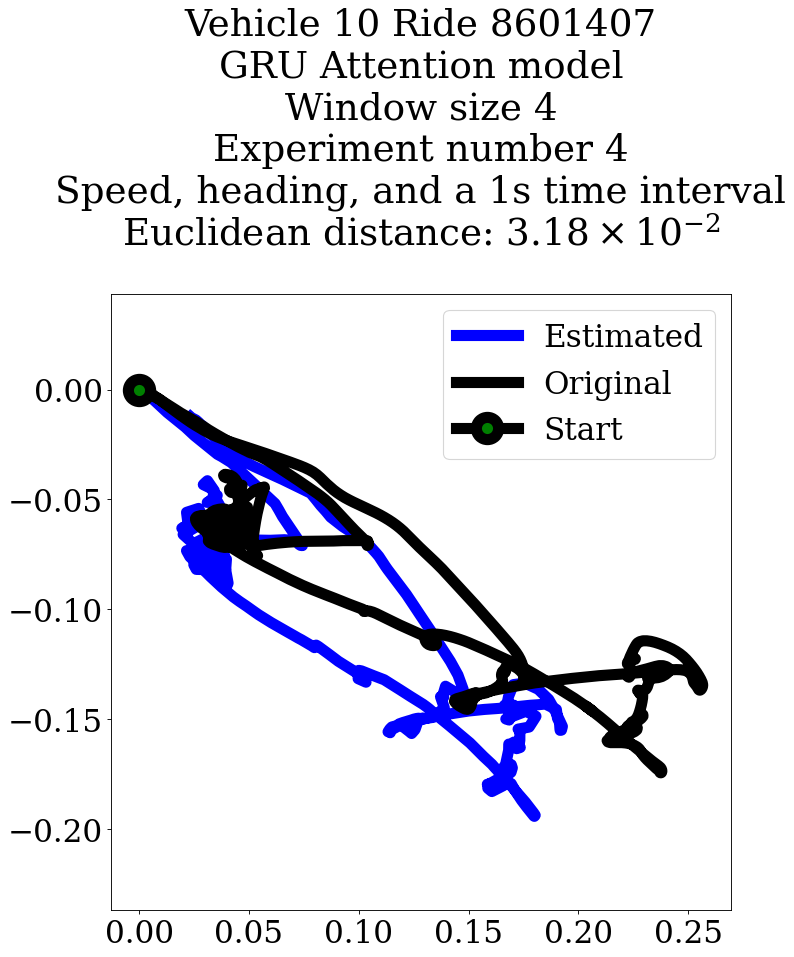 Vehicle 10 Ride 8601407
GRU Attention model
Window size 4
Experiment number 4
Speed, heading, and a 1s time interval
Euclidean distance: 3.18 × 10⁻²
Estimated
Original
Start
0.00
−0.05
−0.10
−0.15
−0.20
0.00 0.05 0.10 0.15 0.20 0.25